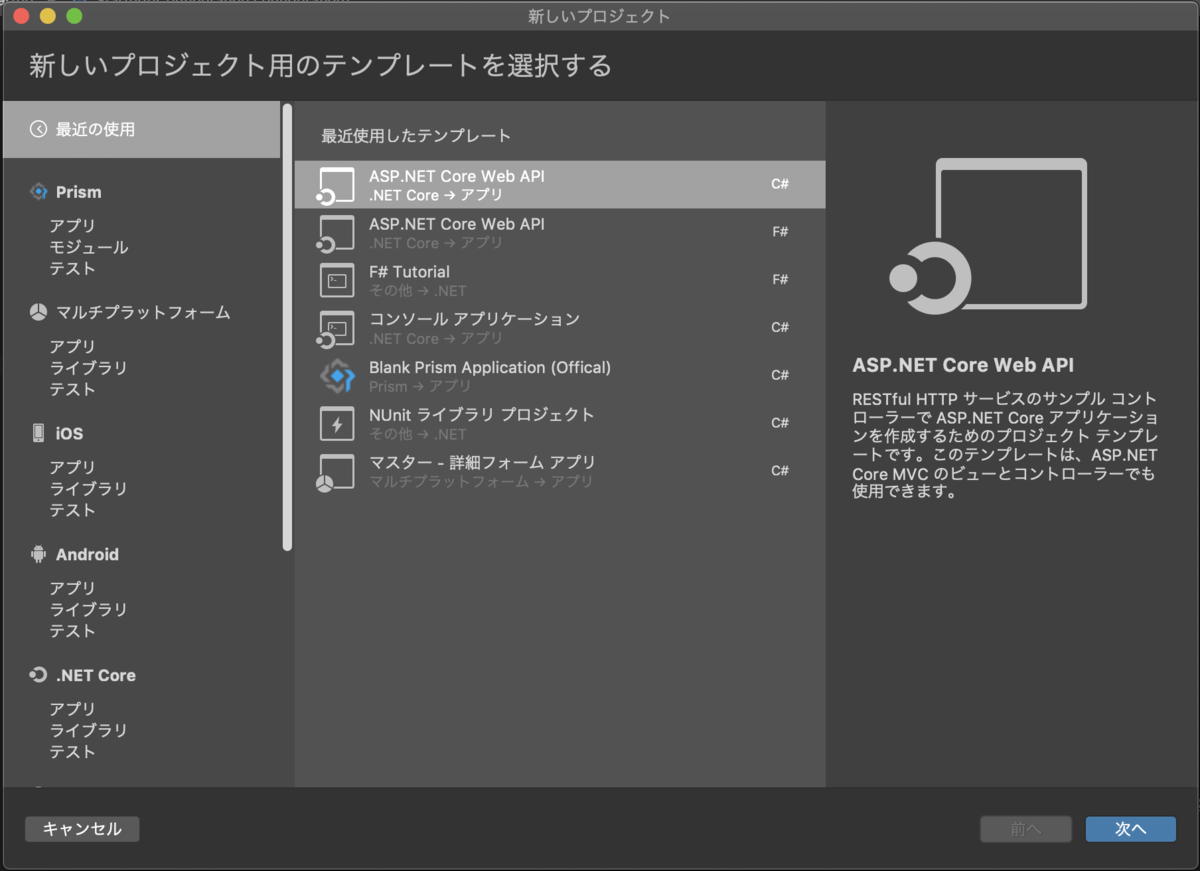 新しいプロジェクト
新しいプロジェクト用のテンプレートを選択する
最近の使用
Prism
アプリ
モジュール
テスト
マルチプラットフォーム
アプリ
ライブラリ
テスト
iOS
アプリ
ライブラリ
テスト
Android
アプリ
ライブラリ
テスト
.NET Core
アプリ
ライブラリ
テスト
最近使用したテンプレート
ASP.NET Core Web API
.NET Core → アプリ
C#
ASP.NET Core Web API
.NET Core → アプリ
F#
F# Tutorial
その他 → .NET
F#
コンソール アプリケーション
.NET Core → アプリ
C#
Blank Prism Application (Offical)
Prism → アプリ
C#
NUnit ライブラリ プロジェクト
その他 → .NET
C#
マスター - 詳細フォーム アプリ
マルチプラットフォーム → アプリ
C#
ASP.NET Core Web API
RESTful HTTP サービスのサンプル コント
ローラーで ASP.NET Core アプリケーショ
ンを作成するためのプロジェクト テンプレ
ートです。このテンプレートは、ASP.NET
Core MVC のビューとコントローラーでも
使用できます。
キャンセル
前へ
次へ